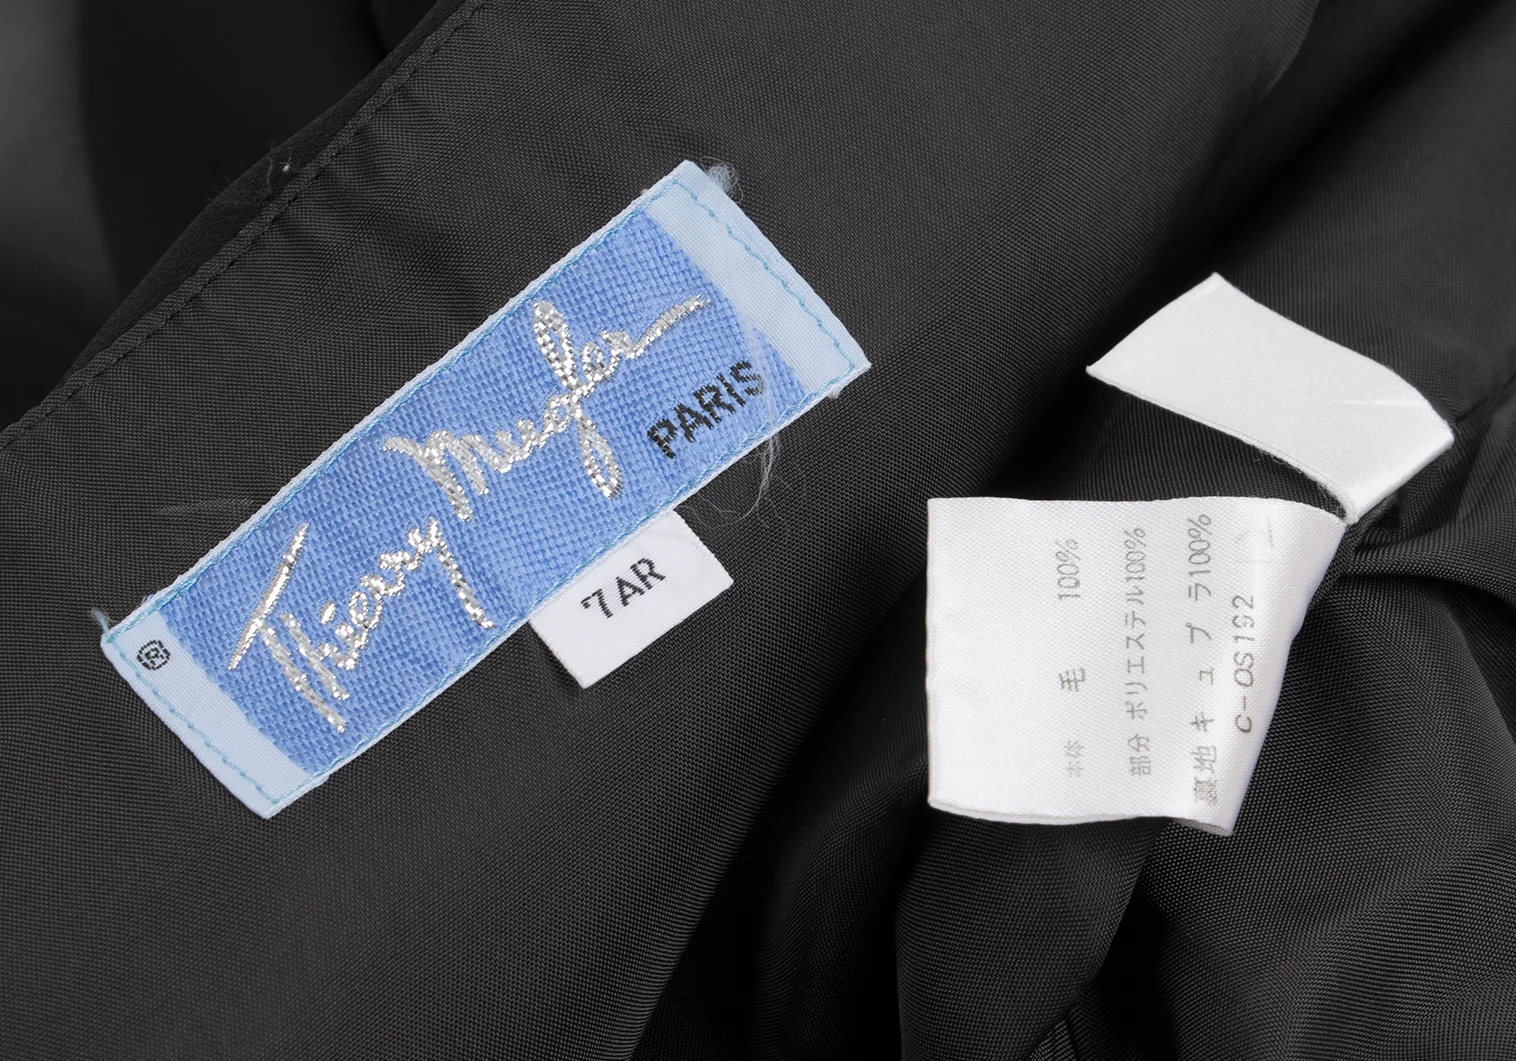 Thierry Mugler
PARIS
®
7AR
本体 毛 100%
部分 ポリエステル100%
裏地キュプラ100%
C-OS192